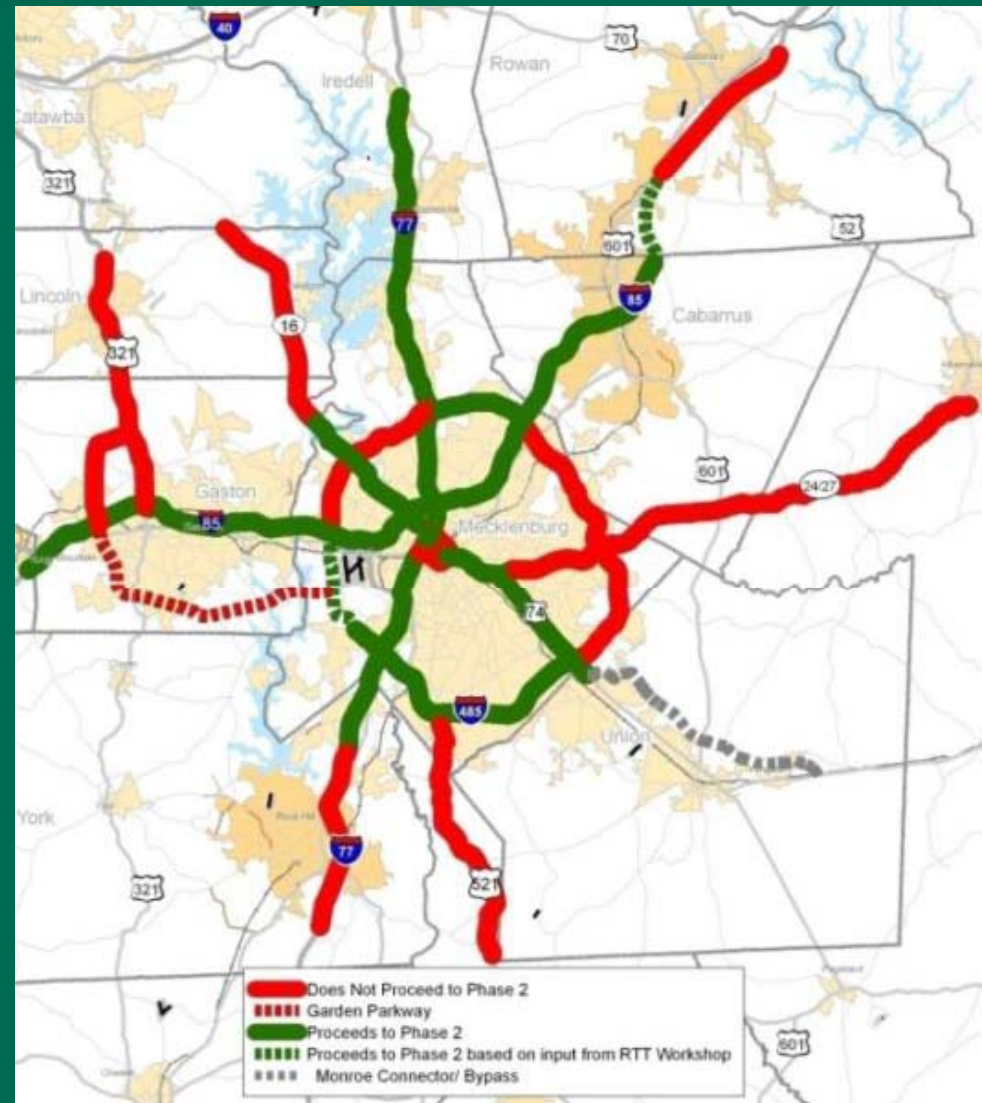 40
70
Iredell
Rowan
Catawba
321
77
52
601
Lincoln
16
85
Cabarrus
321
601
24/27
Gaston
85
Mecklenburg
74
485
Union
York
77
321
521
Does Not Proceed to Phase 2
Garden Parkway
Proceeds to Phase 2
Proceeds to Phase 2 based on input from RTT Workshop
Monroe Connector/ Bypass
601